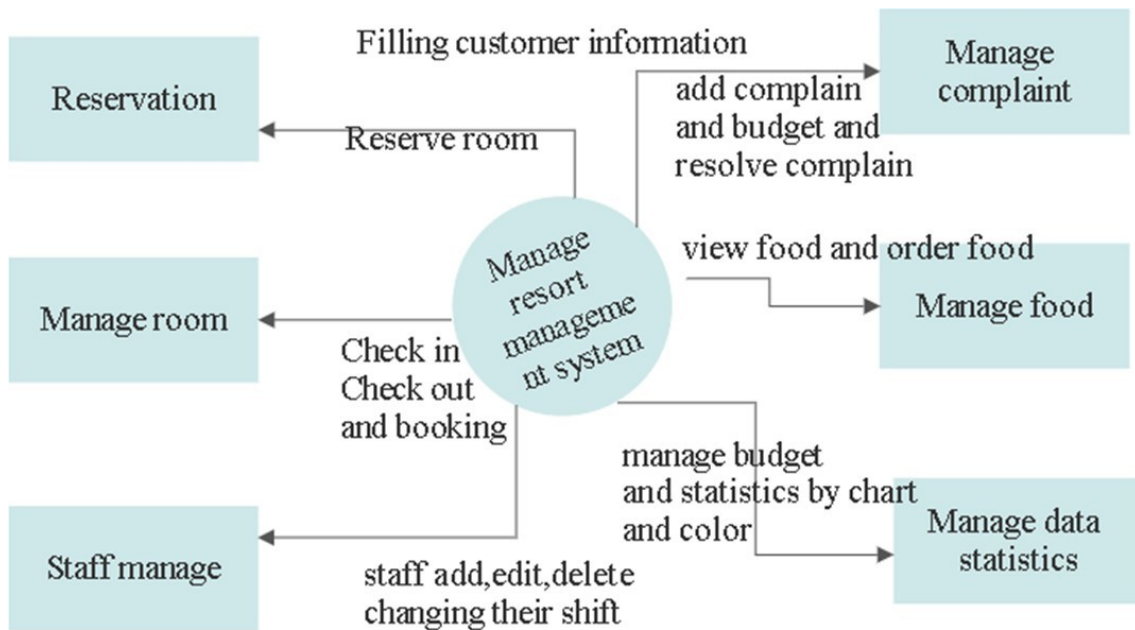 Filling customer information
Reservation
Reserve room
Manage
complaint
add complain
and budget and
resolve complain
Manage
resort
manageme
nt system
view food and order food
Manage food
Manage room
Check in
Check out
and booking
manage budget
and statistics by chart
and color
Manage data
statistics
Staff manage
staff add,edit,delete
changing their shift